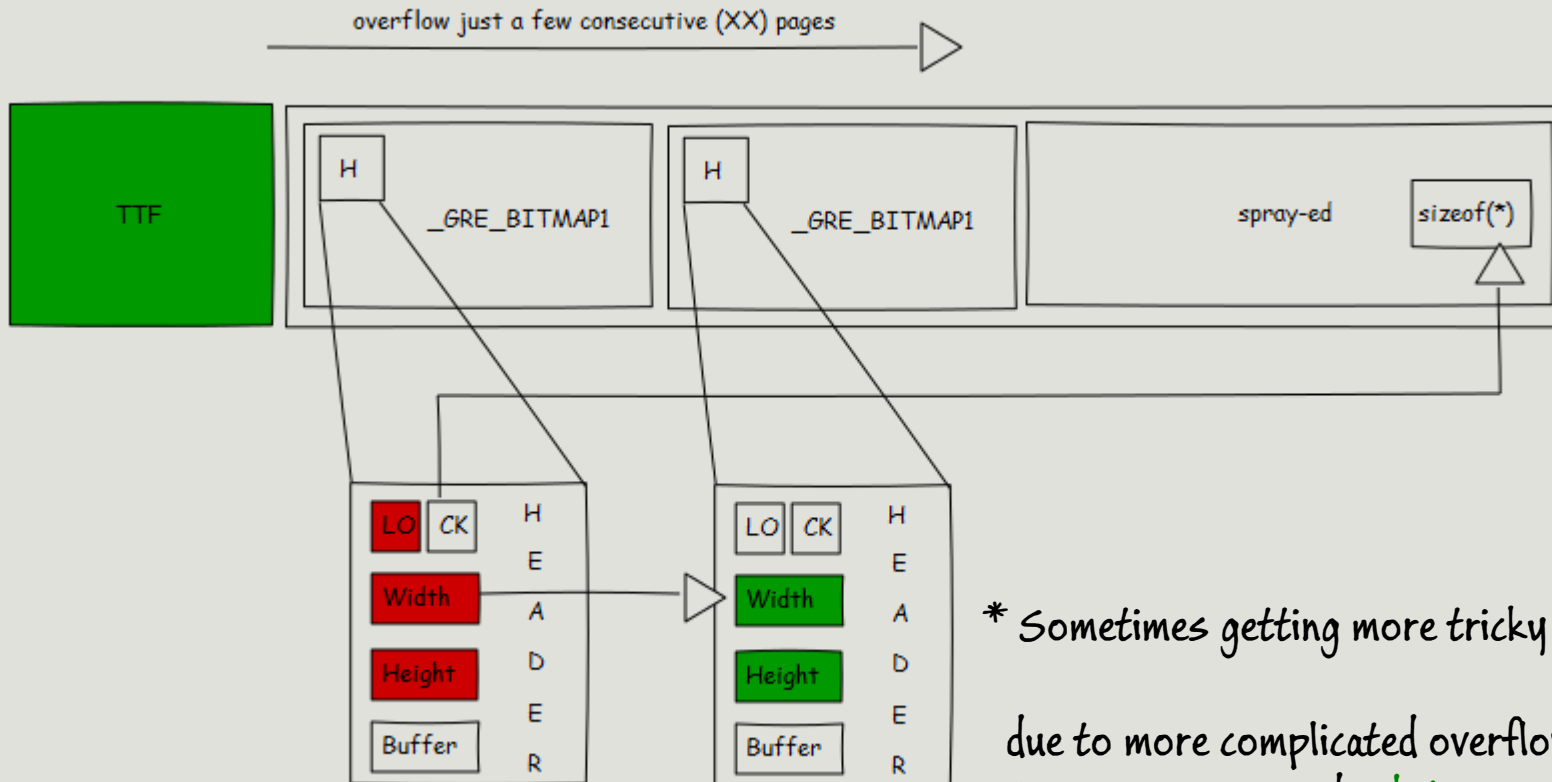 overflow just a few consecutive (XX) pages
TTF
H
_GRE_BITMAP1
H
_GRE_BITMAP1
spray-ed
sizeof(*)
LO CK
Width
Height
Buffer
H
E
A
D
E
R
LO CK
Width
Height
Buffer
H
E
A
D
E
R
* Sometimes getting more tricky
due to more complicated overflow